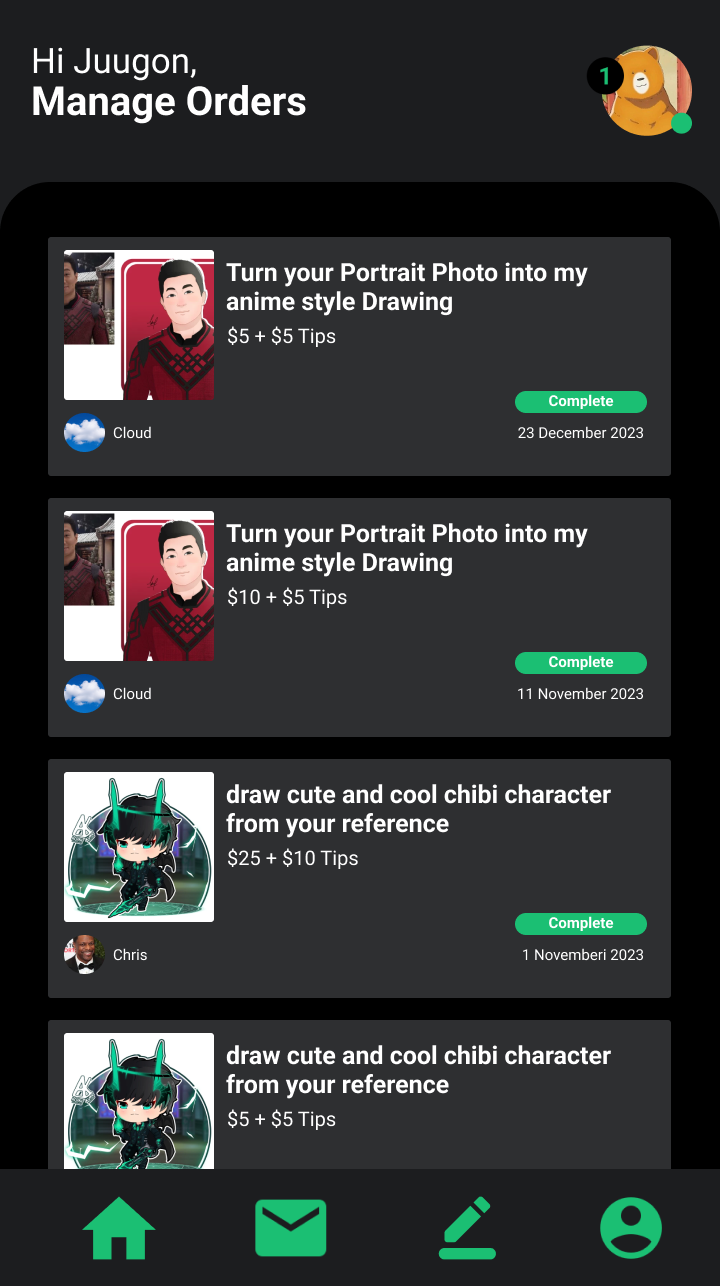 Hi Juugon,
Manage Orders
1
Turn your Portrait Photo into my
anime style Drawing
$5 + $5 Tips
Complete
Cloud
23 December 2023
Turn your Portrait Photo into my
anime style Drawing
$10 + $5 Tips
Complete
Cloud
11 November 2023
draw cute and cool chibi character
from your reference
$25 + $10 Tips
Complete
Chris
1 Novemberi 2023
draw cute and cool chibi character
from your reference
$5 + $5 Tips